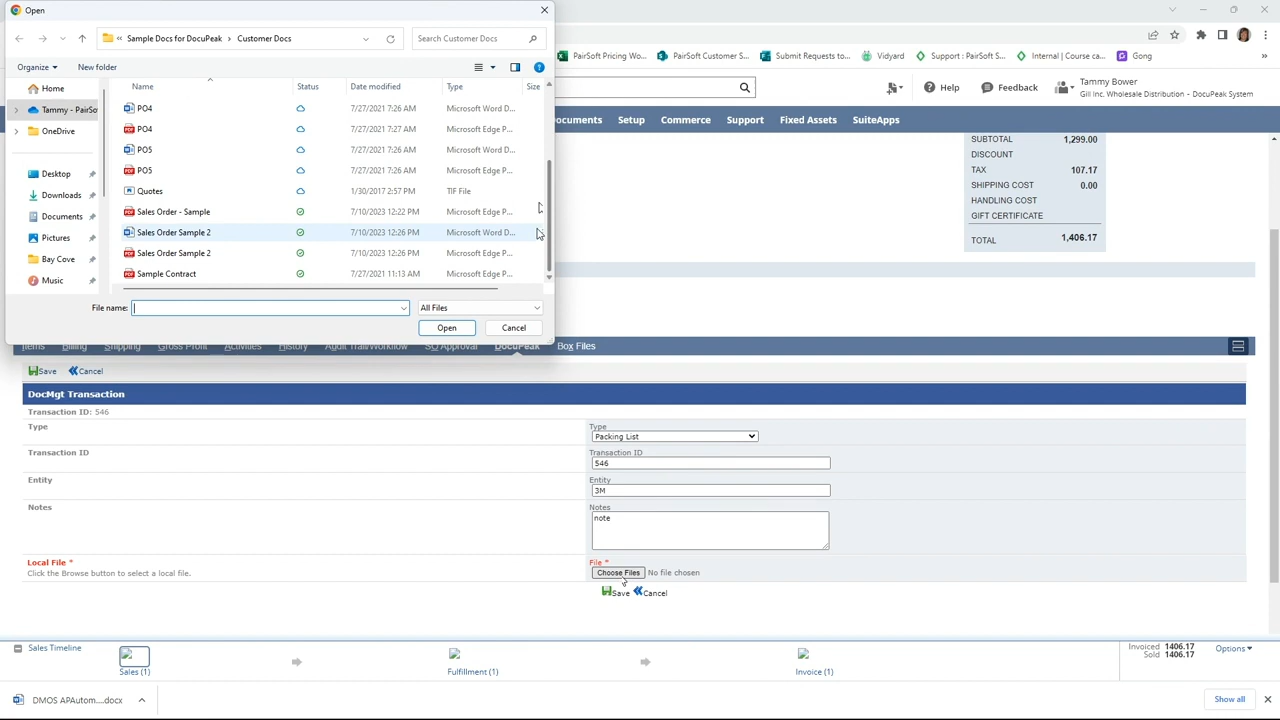 Open
Sample Docs for DocuPeak
Customer Docs
Search Customer Docs
Organize
New folder
Name
Status
Date modified
Type
Size
Home
Tammy - PairSo
OneDrive
Desktop
Downloads
Documents
Pictures
Bay Cove
Music
PO4 7/27/2021 7:26 AM Microsoft Word D...
PO4 7/27/2021 7:27 AM Microsoft Edge P...
PO5 7/27/2021 7:26 AM Microsoft Word D...
PO5 7/27/2021 7:26 AM Microsoft Edge P...
Quotes 1/30/2017 2:57 PM TIF File
Sales Order - Sample 7/10/2023 12:22 PM Microsoft Edge P...
Sales Order Sample 2 7/10/2023 12:26 PM Microsoft Word D...
Sales Order Sample 2 7/10/2023 12:26 PM Microsoft Edge P...
Sample Contract 7/27/2021 11:13 AM Microsoft Edge P...
File name:
All Files
Open
Cancel
PairSoft Pricing Wo...
PairSoft Customer S...
Submit Requests to...
Vidyard
Support : PairSoft S...
Internal | Course ca...
Gong
»
Help
Feedback
Tammy Bower
Gill Inc. Wholesale Distribution - DocuPeak System
ocuments
Setup
Commerce
Support
Fixed Assets
SuiteApps
SUBTOTAL 1,299.00
DISCOUNT
TAX 107.17
SHIPPING COST 0.00
HANDLING COST
GIFT CERTIFICATE
TOTAL 1,406.17
Items
Billing
Shipping
Gross Profit
Activities
History
Audit Trail/Workflow
SO Approval
DocuPeak
Box Files
Save
Cancel
DocMgt Transaction
Transaction ID: 546
Type
Type
Packing List
Transaction ID
Transaction ID
546
Entity
Entity
3M
Notes
Notes
note
Local File *
Click the Browse button to select a local file.
File *
Choose Files No file chosen
Save
Cancel
Sales Timeline
Sales (1)
Fulfillment (1)
Invoice (1)
Invoiced 1406.17
Sold 1406.17
Options
DMOS APAutom....docx
Show all